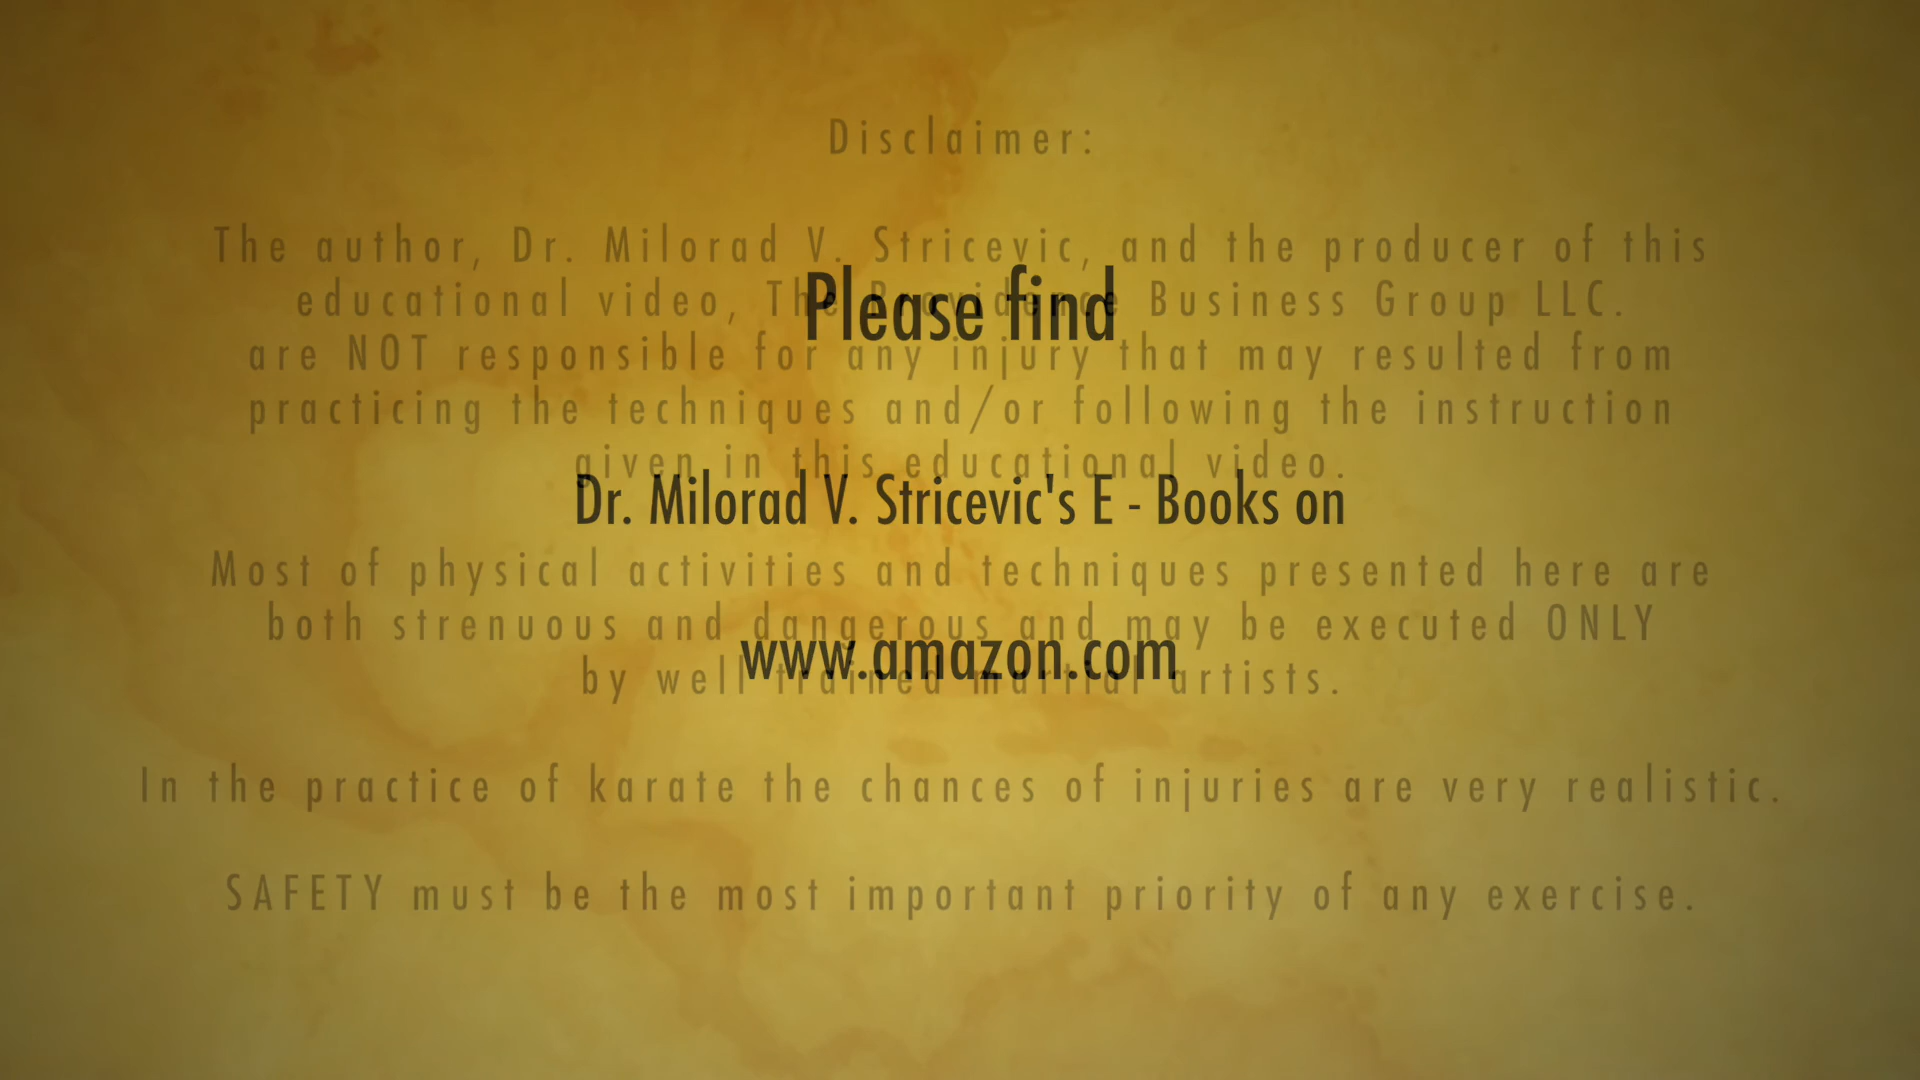 Disclaimer:
The author, Dr. Milorad V. Stricevic, and the producer of this
educational video, The Providence Business Group LLC.
are NOT responsible for any injury that may resulted from
practicing the techniques and/or following the instruction
given in this educational video.
Most of physical activities and techniques presented here are
both strenuous and dangerous and may be executed ONLY
by well trained martial artists.
In the practice of karate the chances of injuries are very realistic.
SAFETY must be the most important priority of any exercise.
Please find
Dr. Milorad V. Stricevic's E - Books on
www.amazon.com